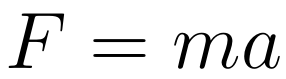 F = ma